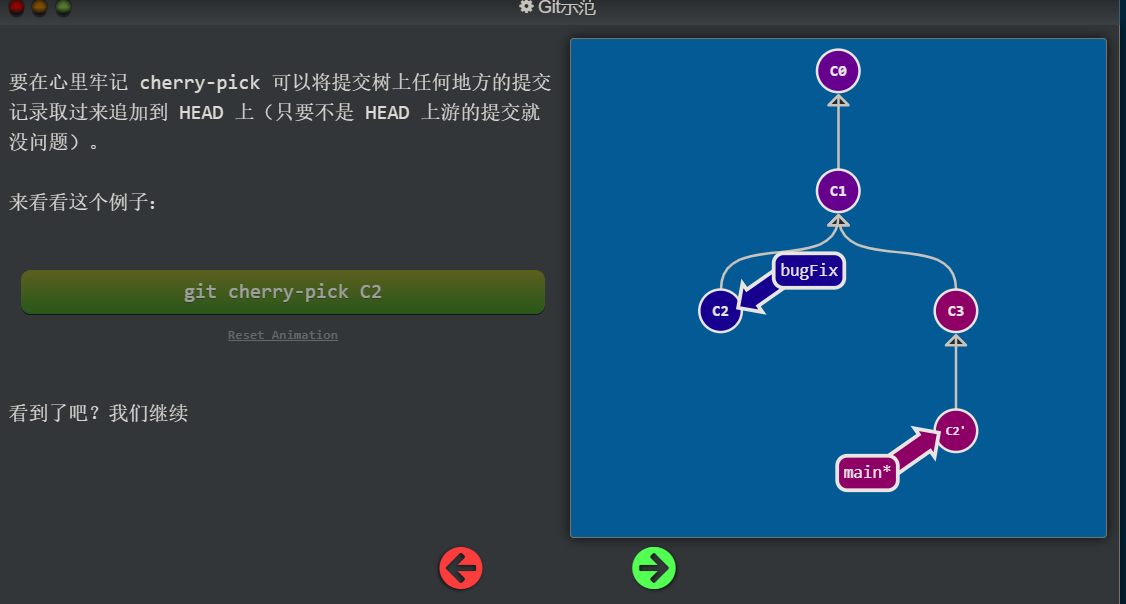 Git示范
要在心里牢记 cherry-pick 可以将提交树上任何地方的提交
记录取过来追加到 HEAD 上（只要不是 HEAD 上游的提交就
没问题）。
来看看这个例子：
git cherry-pick C2
Reset Animation
看到了吧？我们继续
C0
C1
bugFix
C2
C3
C2'
main*